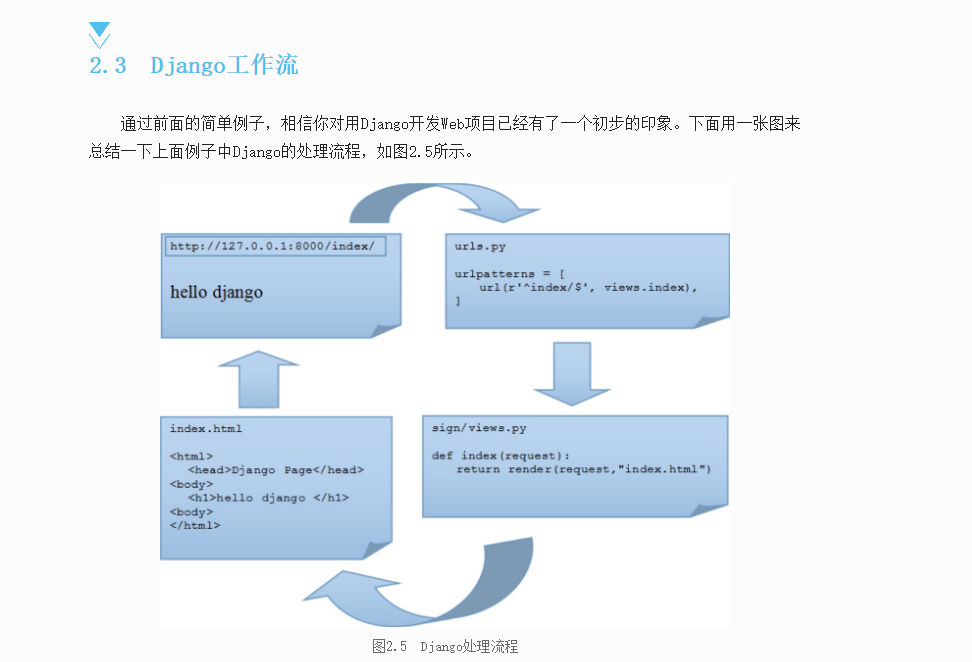 2.3 Django工作流
通过前面的简单例子，相信你对用Django开发Web项目已经有了一个初步的印象。下面用一张图来
总结一下上面例子中Django的处理流程，如图2.5所示。
http://127.0.0.1:8000/index/
hello django
urls.py
urlpatterns = [
url(r'^index/$', views.index),
]
index.html
<html>
<head>Django Page</head>
<body>
<h1>hello django </h1>
<body>
</html>
sign/views.py
def index(request):
return render(request,"index.html")
图2.5 Django处理流程